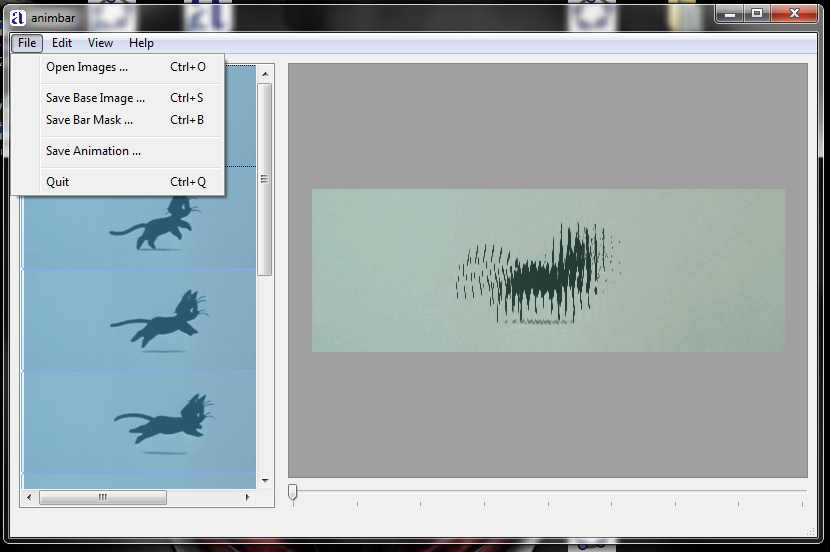 a animbar
File Edit View Help
Open Images ... Ctrl+O
Save Base Image ... Ctrl+S
Save Bar Mask ... Ctrl+B
Save Animation ...
Quit Ctrl+Q